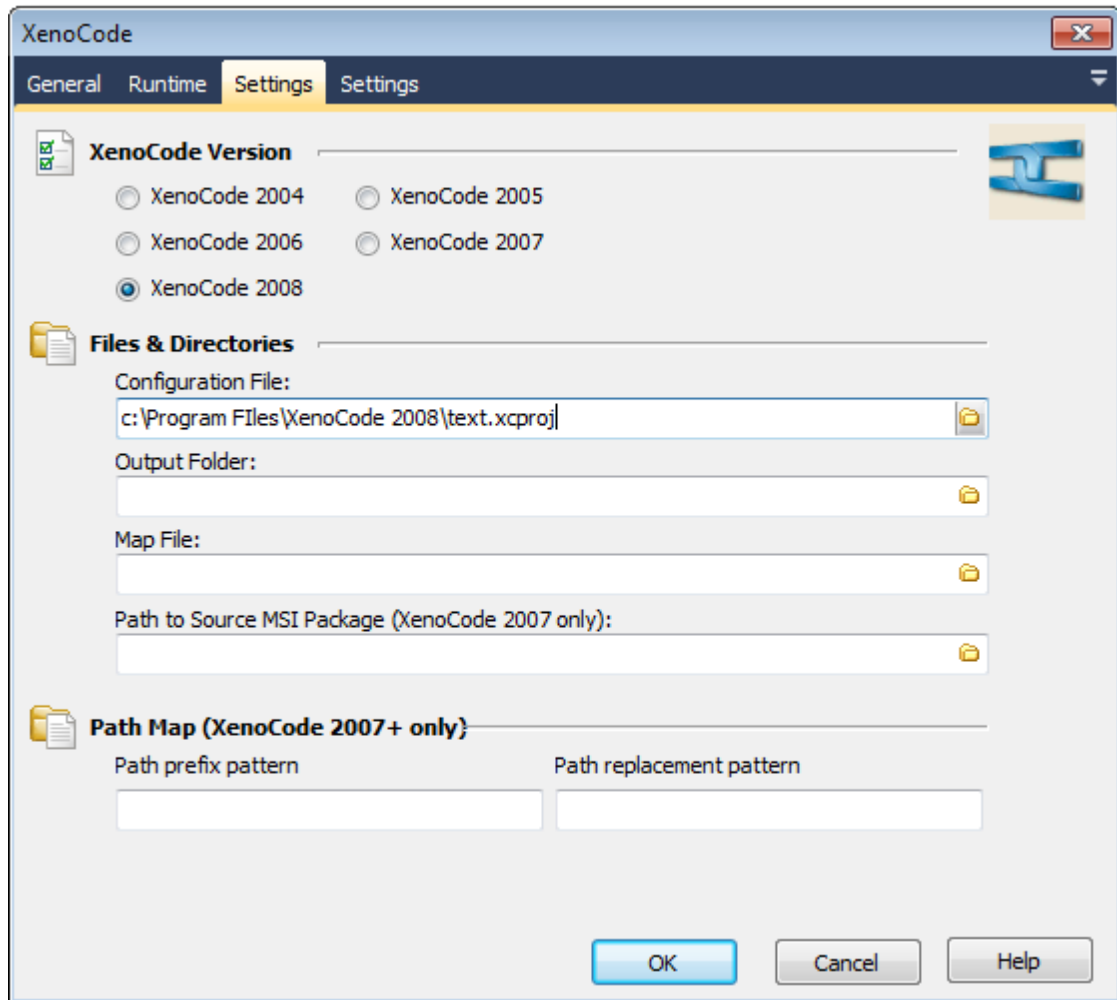 XenoCode
General Runtime Settings Settings
XenoCode Version
XenoCode 2004 XenoCode 2005
XenoCode 2006 XenoCode 2007
XenoCode 2008
Files & Directories
Configuration File:
c:\Program FIles\XenoCode 2008\text.xcproj
Output Folder:
Map File:
Path to Source MSI Package (XenoCode 2007 only):
Path Map (XenoCode 2007+ only)
Path prefix pattern Path replacement pattern
OK Cancel Help